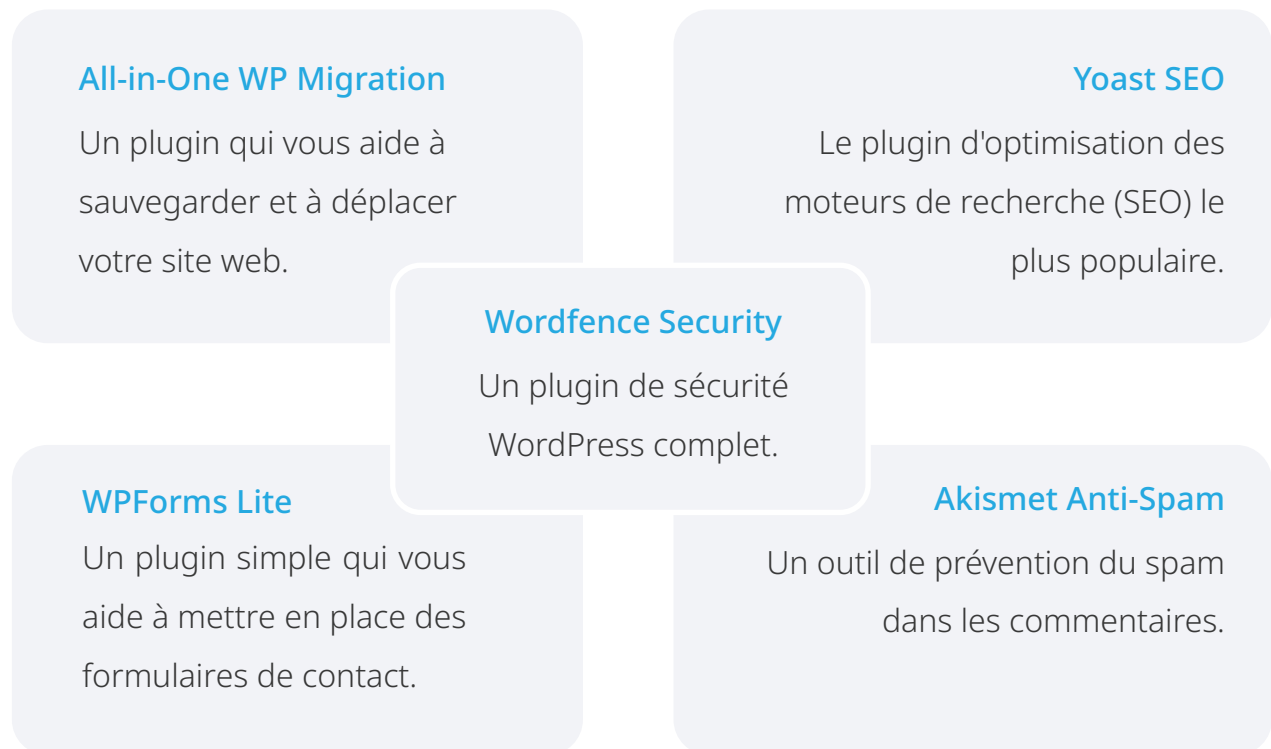 All-in-One WP Migration
Un plugin qui vous aide à
sauvegarder et à déplacer
votre site web.
Yoast SEO
Le plugin d'optimisation des
moteurs de recherche (SEO) le
plus populaire.
Wordfence Security
Un plugin de sécurité
WordPress complet.
WPForms Lite
Un plugin simple qui vous
aide à mettre en place des
formulaires de contact.
Akismet Anti-Spam
Un outil de prévention du spam
dans les commentaires.